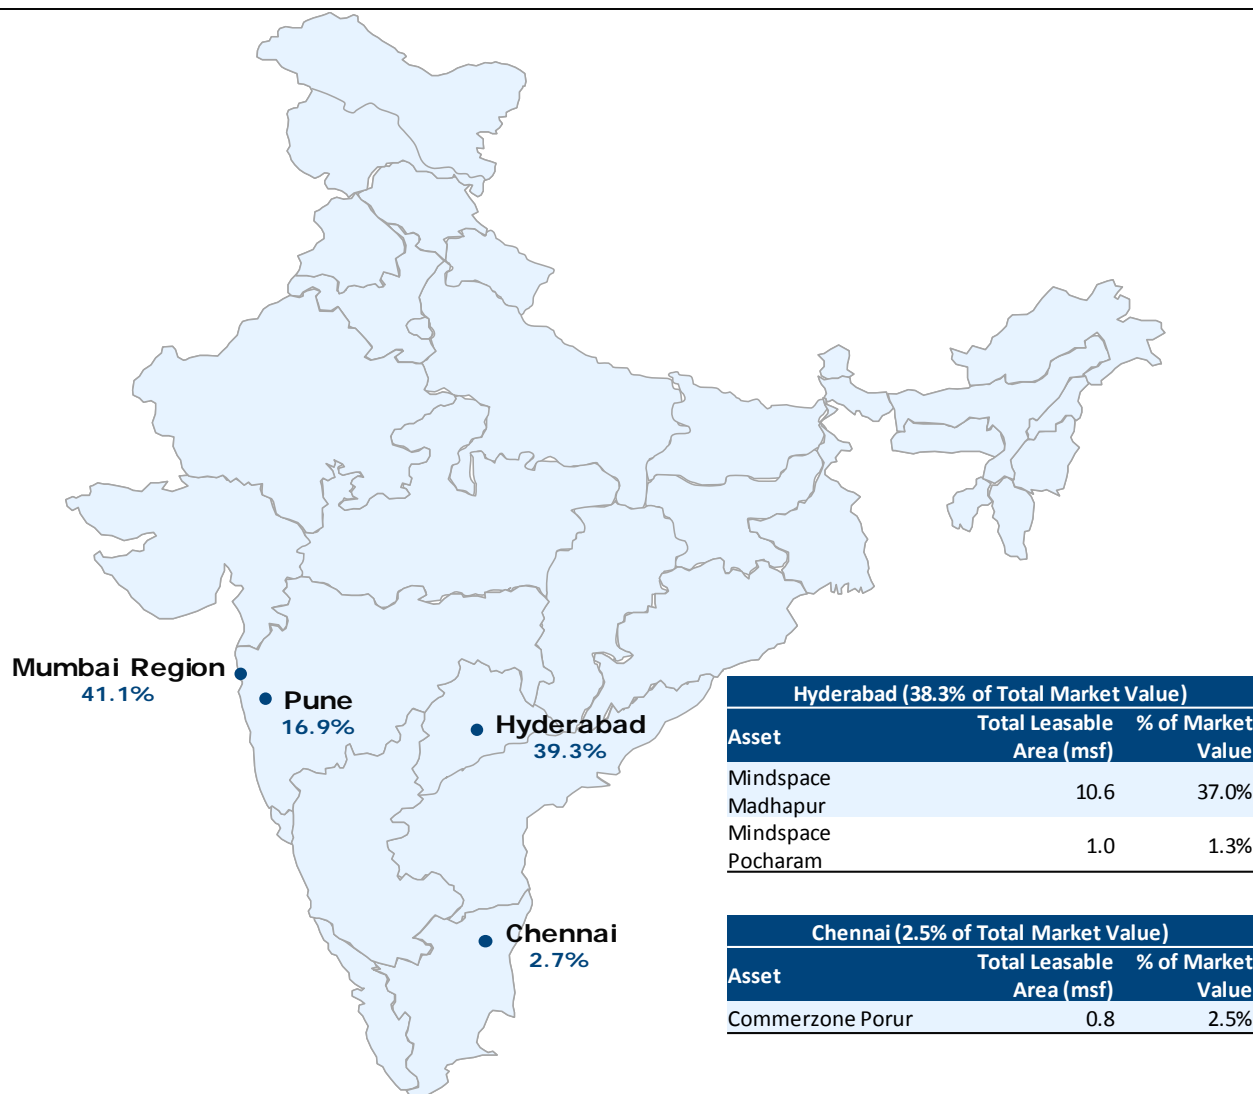 Mumbai Region
41.1%
Pune
16.9%
Hyderabad
39.3%
Chennai
2.7%
Hyderabad (38.3% of Total Market Value)
Asset Total Leasable Area (msf) % of Market Value
Mindspace Madhapur 10.6 37.0%
Mindspace Pocharam 1.0 1.3%
Chennai (2.5% of Total Market Value)
Asset Total Leasable Area (msf) % of Market Value
Commerzone Porur 0.8 2.5%